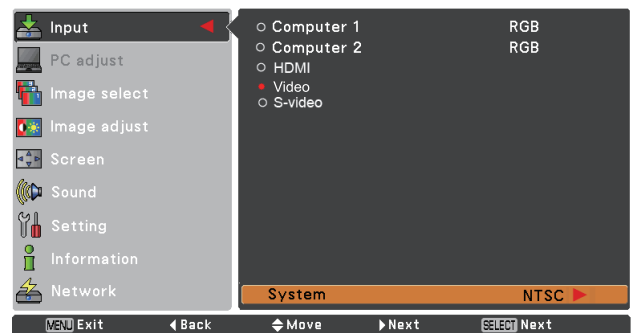 Input
PC adjust
Image select
Image adjust
Screen
Sound
Setting
Information
Network
Computer 1 RGB
Computer 2 RGB
HDMI
Video
S-video
System NTSC
MENU Exit Back Move Next SELECT Next